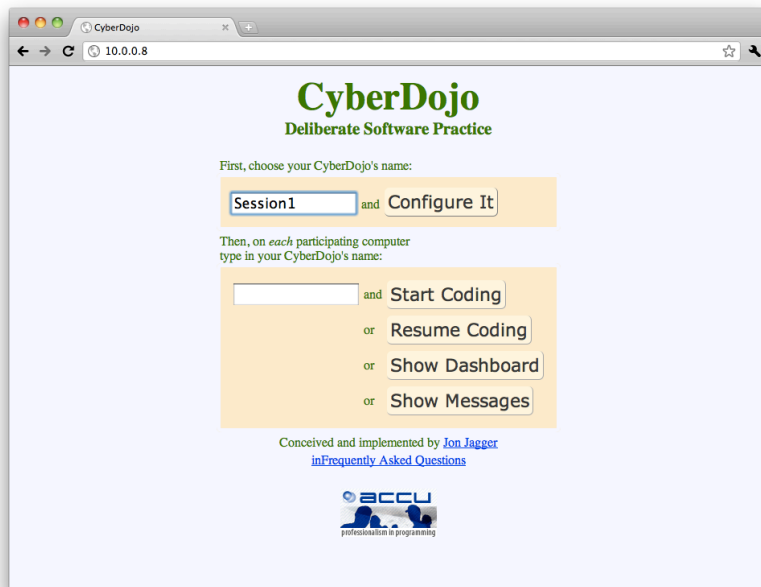 CyberDojo
10.0.0.8
CyberDojo
Deliberate Software Practice
First, choose your CyberDojo's name:
Session1 and Configure It
Then, on each participating computer
type in your CyberDojo's name:
and Start Coding
or Resume Coding
or Show Dashboard
or Show Messages
Conceived and implemented by Jon Jagger
inFrequently Asked Questions
accu
professionalism in programming